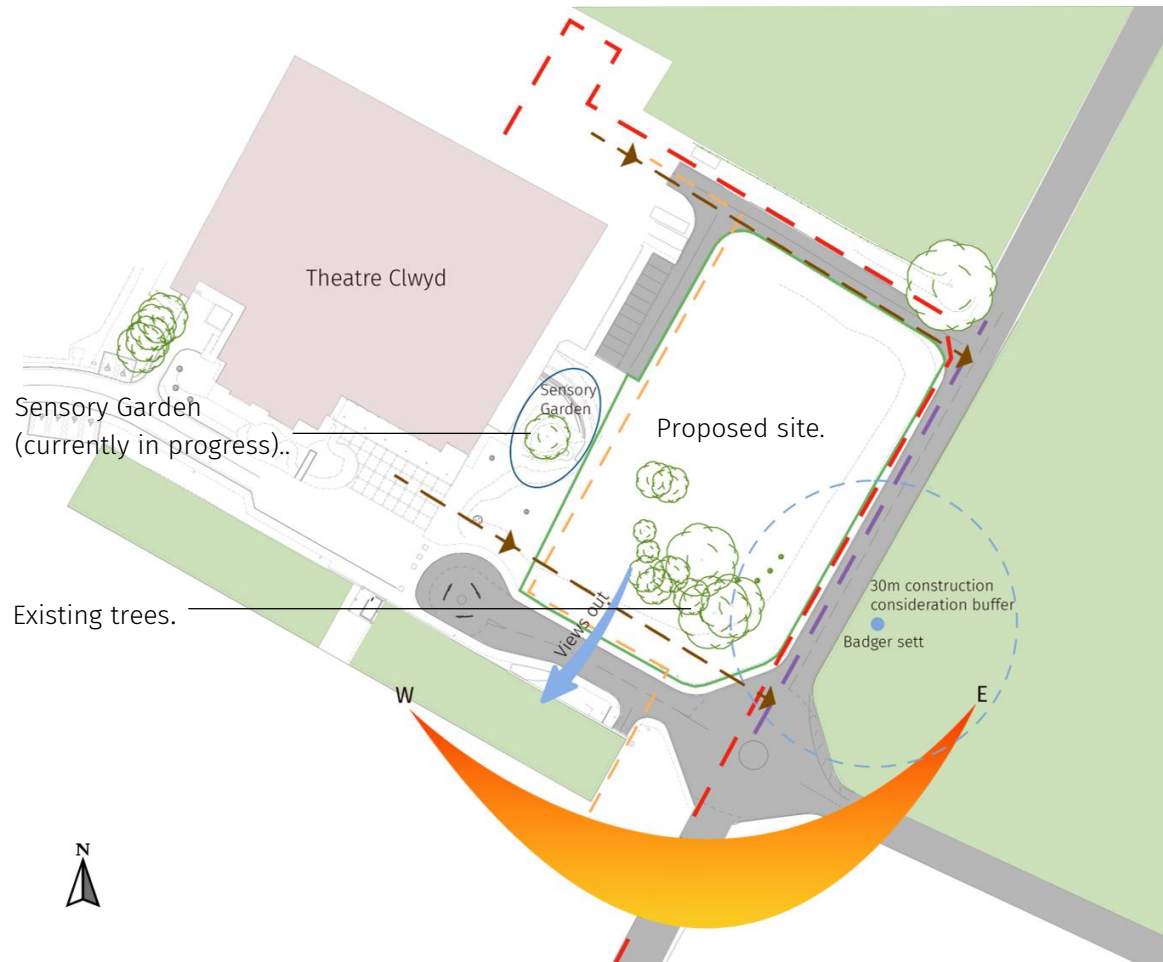 Theatre Clwyd
Sensory
Garden
Sensory Garden
(currently in progress)..
Proposed site.
30m construction
consideration buffer
Badger sett
Existing trees.
Views out
W
E
N